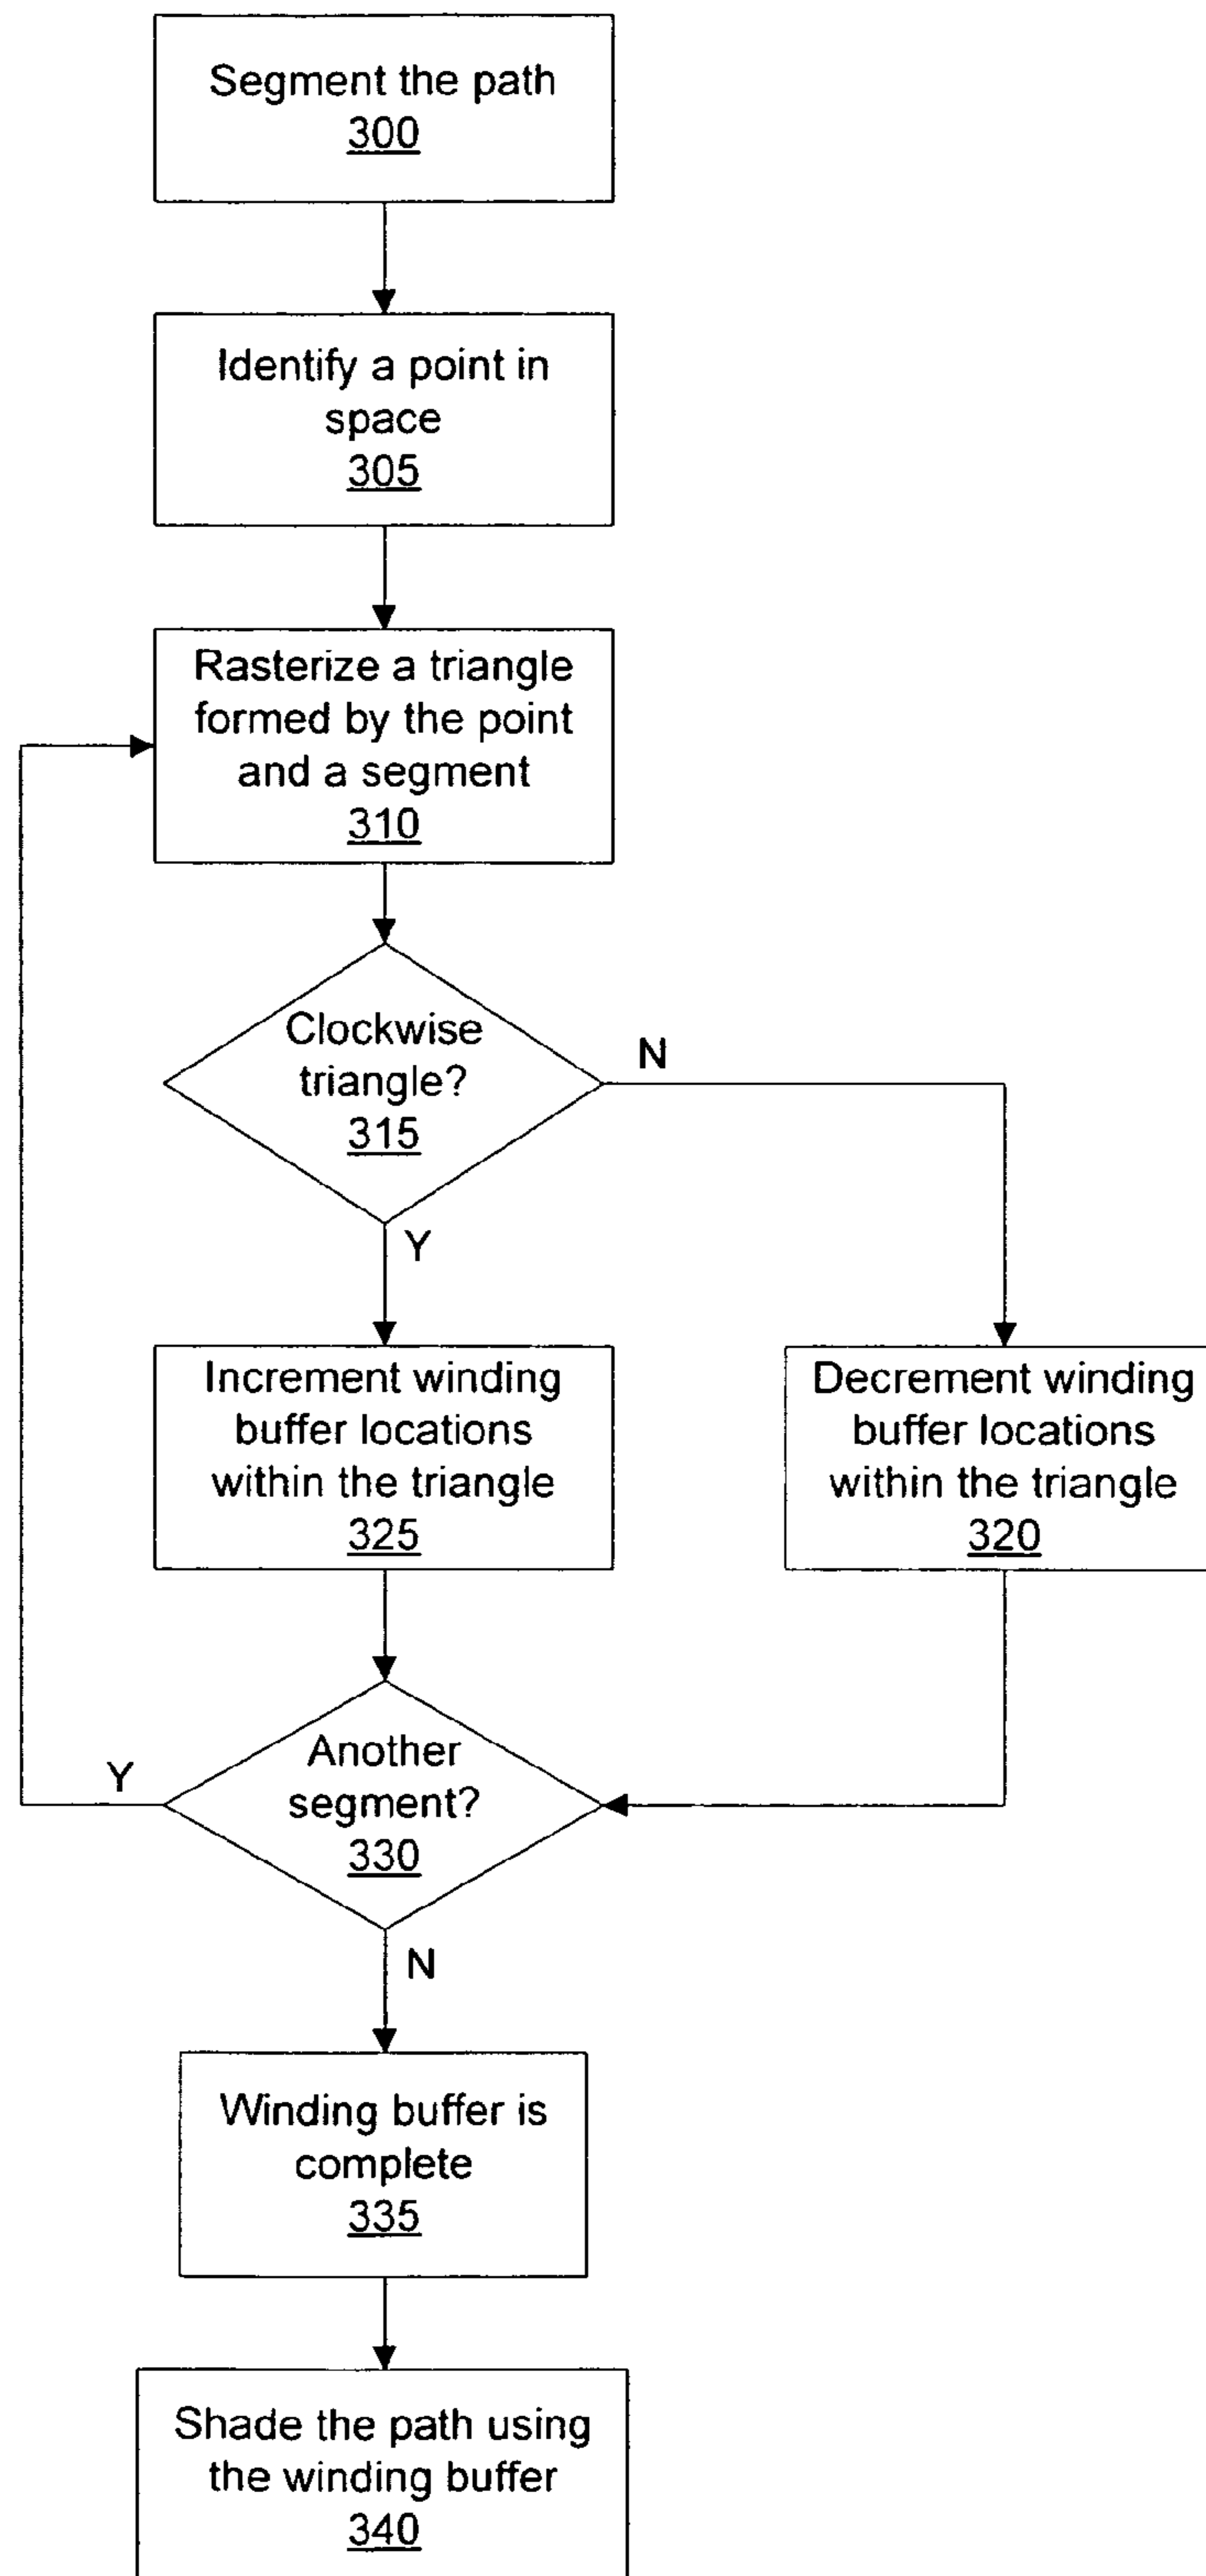 Segment the path
300
Identify a point in
space
305
Rasterize a triangle
formed by the point
and a segment
310
Clockwise
triangle?
315
N
Y
Increment winding
buffer locations
within the triangle
325
Decrement winding
buffer locations
within the triangle
320
Another
segment?
330
Y
N
Winding buffer is
complete
335
Shade the path using
the winding buffer
340